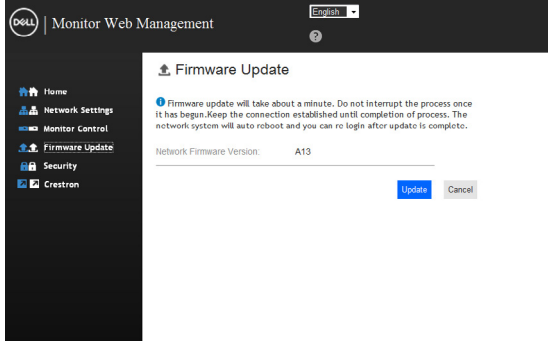 DELL
Monitor Web Management
English
?
Home
Network Settings
Monitor Control
Firmware Update
Security
Crestron
Firmware Update
Firmware update will take about a minute. Do not interrupt the process once
it has begun.Keep the connection established until completion of process. The
network system will auto reboot and you can re login after update is complete.
Network Firmware Version: A13
Update Cancel